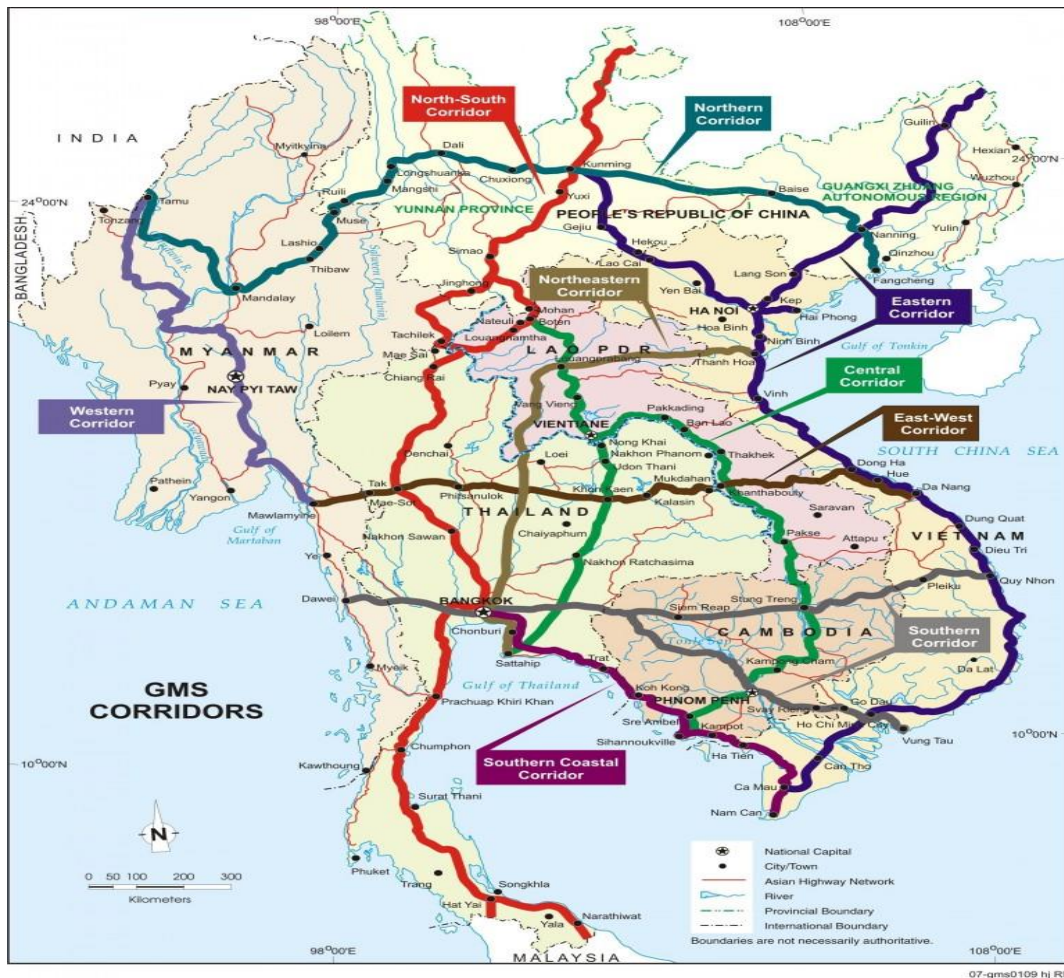 98°00'E
108°00'E
North-South
Corridor
Northern
Corridor
INDIA
Guilin
Myitkyina
Dali
Hexian
24°00'N
Longshuanka
Kunming
Chuxiong
Mangshi
Wuzhou
24°00'N
Tamu
Ruili
Yuxi
Baise
GUANGXI ZHUANG
AUTONOMOUS REGION
Tonzang
Muse
YUNNAN PROVINCE
PEOPLE'S REPUBLIC OF CHINA
BANGLADESH
Gejiu
Nanning
Yulin
Lashio
Simao
Hekou
Lao Cai
Qinzhou
Thibaw
Northeastern
Corridor
Lang Son
Fangcheng
Mandalay
Jinghong
Yen Bai
Kep
Eastern
Corridor
Mohan
HA NOI
Hai Phong
Nateuil
Boten
Hoa Binh
Loilem
Tachilek
Louangnamtha
Ninh Binh
Gulf of Tonkin
MYANMAR
Mae Sai
LAO PDR
Thanh Hoa
Chiang Rai
Louangprabang
Central
Corridor
NAY PYI TAW
Pyay
Western
Corridor
Vang Vieng
Pakkading
Vinh
VIENTIANE
Ban Lao
East-West
Corridor
Nong Khai
Denchai
Loei
Nakhon Phanom
Thakhek
SOUTH CHINA SEA
Udon Thani
Dong Ha
Pathein
Yangon
Tak
Mukdahan
Hue
Phitsanulok
Khon Kaen
Khanthabouty
Da Nang
Mae-Sot
Kalasin
Mawlamyine
THAILAND
Saravan
Gulf of
Martaban
Chaiyaphum
Dung Quat
Nakhon Sawan
Pakse
VIETNAM
Attapu
Ye
Nakhon Ratchasima
Dieu Tri
Pleiku
Quy Nhon
ANDAMAN SEA
Dawei
BANGKOK
Stung Treng
Siem Reap
Chonburi
CAMBODIA
Southern
Corridor
Tonle Sap
Sattahip
Myeik
Trat
Kampong Cham
Da Lat
GMS
CORRIDORS
Gulf of Thailand
Koh Kong
PHNOM PENH
Prachuap Khiri Khan
Svay Rieng
Go Dau
Sre Ambel
Kampot
Ho Chi Minh City
Vung Tau
Sihannoukville
10°00'N
Chumphon
Ha Tien
10°00'N
Kawthoung
Southern Coastal
Corridor
Can Tho
Ca Mau
Surat Thani
Nam Can
N
National Capital
City/Town
0 50 100 200 300
Phuket
Asian Highway Network
Kilometers
Trang
Songkhla
River
Hat Yai
Provincial Boundary
Yala
Narathiwat
International Boundary
Boundaries are not necessarily authoritative.
98°00'E
MALAYSIA
108°00'E